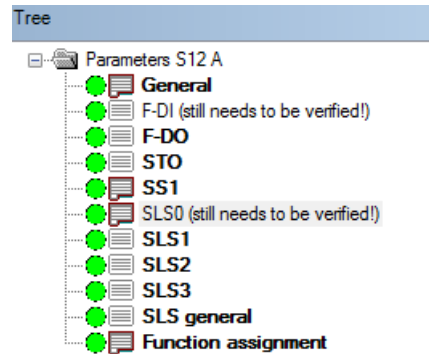 Tree
Parameters S12 A
General
F-DI (still needs to be verified!)
F-DO
STO
SS1
SLS0 (still needs to be verified!)
SLS1
SLS2
SLS3
SLS general
Function assignment